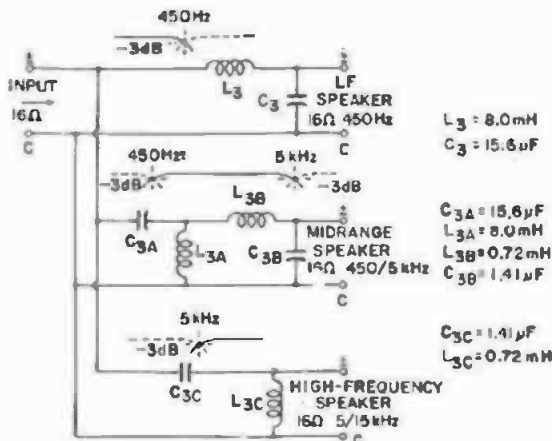 450Hz
-3dB
+
INPUT
16Ω
C
L3
C3
LF
SPEAKER
16Ω 450Hz
C
L3 = 8.0mH
C3 = 15.6µF
450Hz
5kHz
-3dB
-3dB
L3B
C3A
L3A
C3B
MIDRANGE
SPEAKER
16Ω 450/5kHz
C
C3A = 15.6µF
L3A = 8.0mH
L3B = 0.72mH
C3B = 1.41µF
5kHz
-3dB
C3C
L3C
HIGH-FREQUENCY
SPEAKER
16Ω 5/15kHz
C
C3C = 1.41µF
L3C = 0.72mH